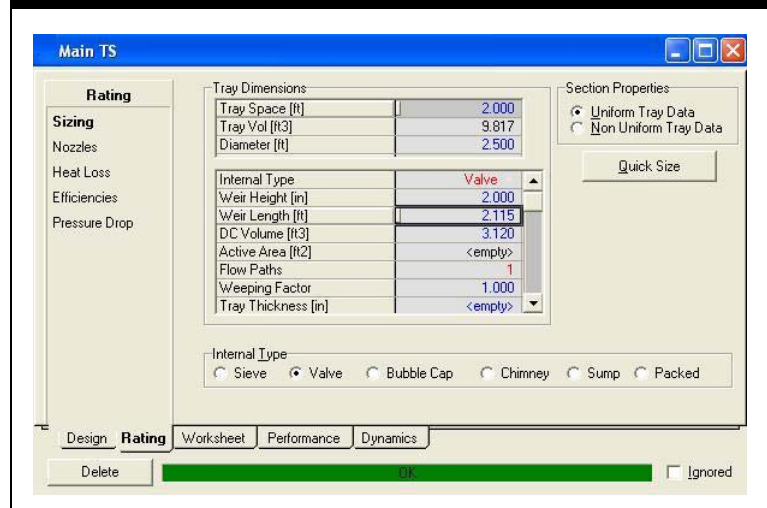 Main TS
Rating
Sizing
Nozzles
Heat Loss
Efficiencies
Pressure Drop
Tray Dimensions
Tray Space [ft] 2.000
Tray Vol [ft3] 9.817
Diameter [ft] 2.500
Internal Type Valve
Weir Height [in] 2.000
Weir Length [ft] 2.115
DC Volume [ft3] 3.120
Active Area [ft2] <empty>
Flow Paths 1
Weeping Factor 1.000
Tray Thickness [in] <empty>
Section Properties
Uniform Tray Data
Non Uniform Tray Data
Quick Size
Internal Type
Sieve Valve Bubble Cap Chimney Sump Packed
Design Rating Worksheet Performance Dynamics
Delete OK Ignored